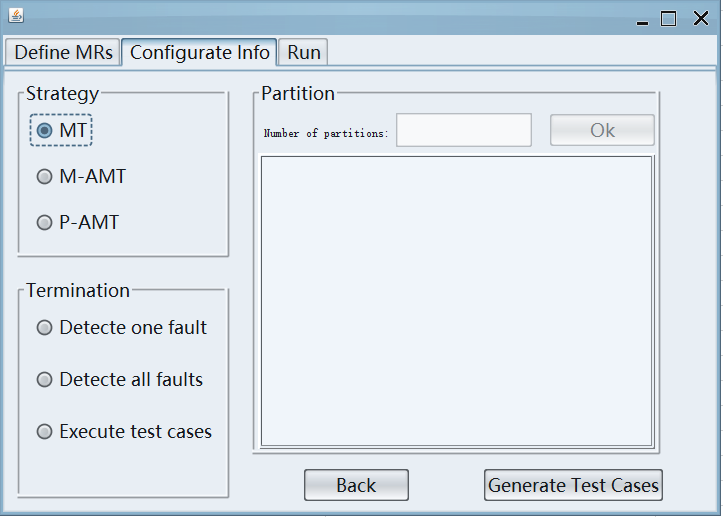 Define MRs Configurate Info Run
Strategy
MT
M-AMT
P-AMT
Termination
Detecte one fault
Detecte all faults
Execute test cases
Partition
Number of partitions: Ok
Back Generate Test Cases